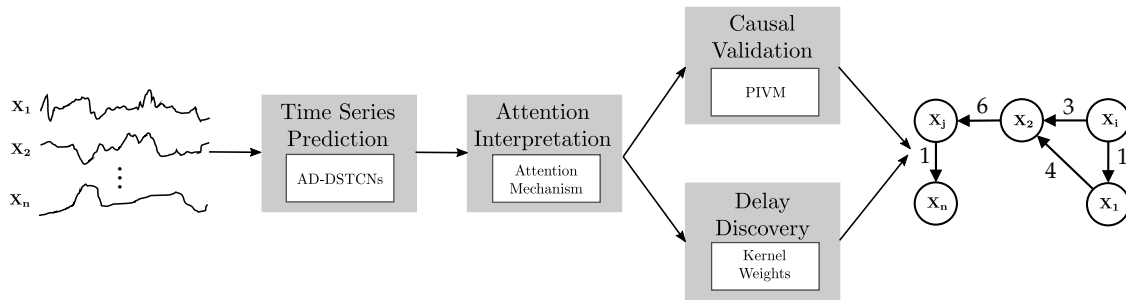 X₁
X₂
Xₙ
Time Series
Prediction
AD-DSTCNs
Attention
Interpretation
Attention
Mechanism
Causal
Validation
PIVM
Delay
Discovery
Kernel
Weights
Xⱼ 6 X₂ 3 Xᵢ
1 4 1
Xₙ X₁